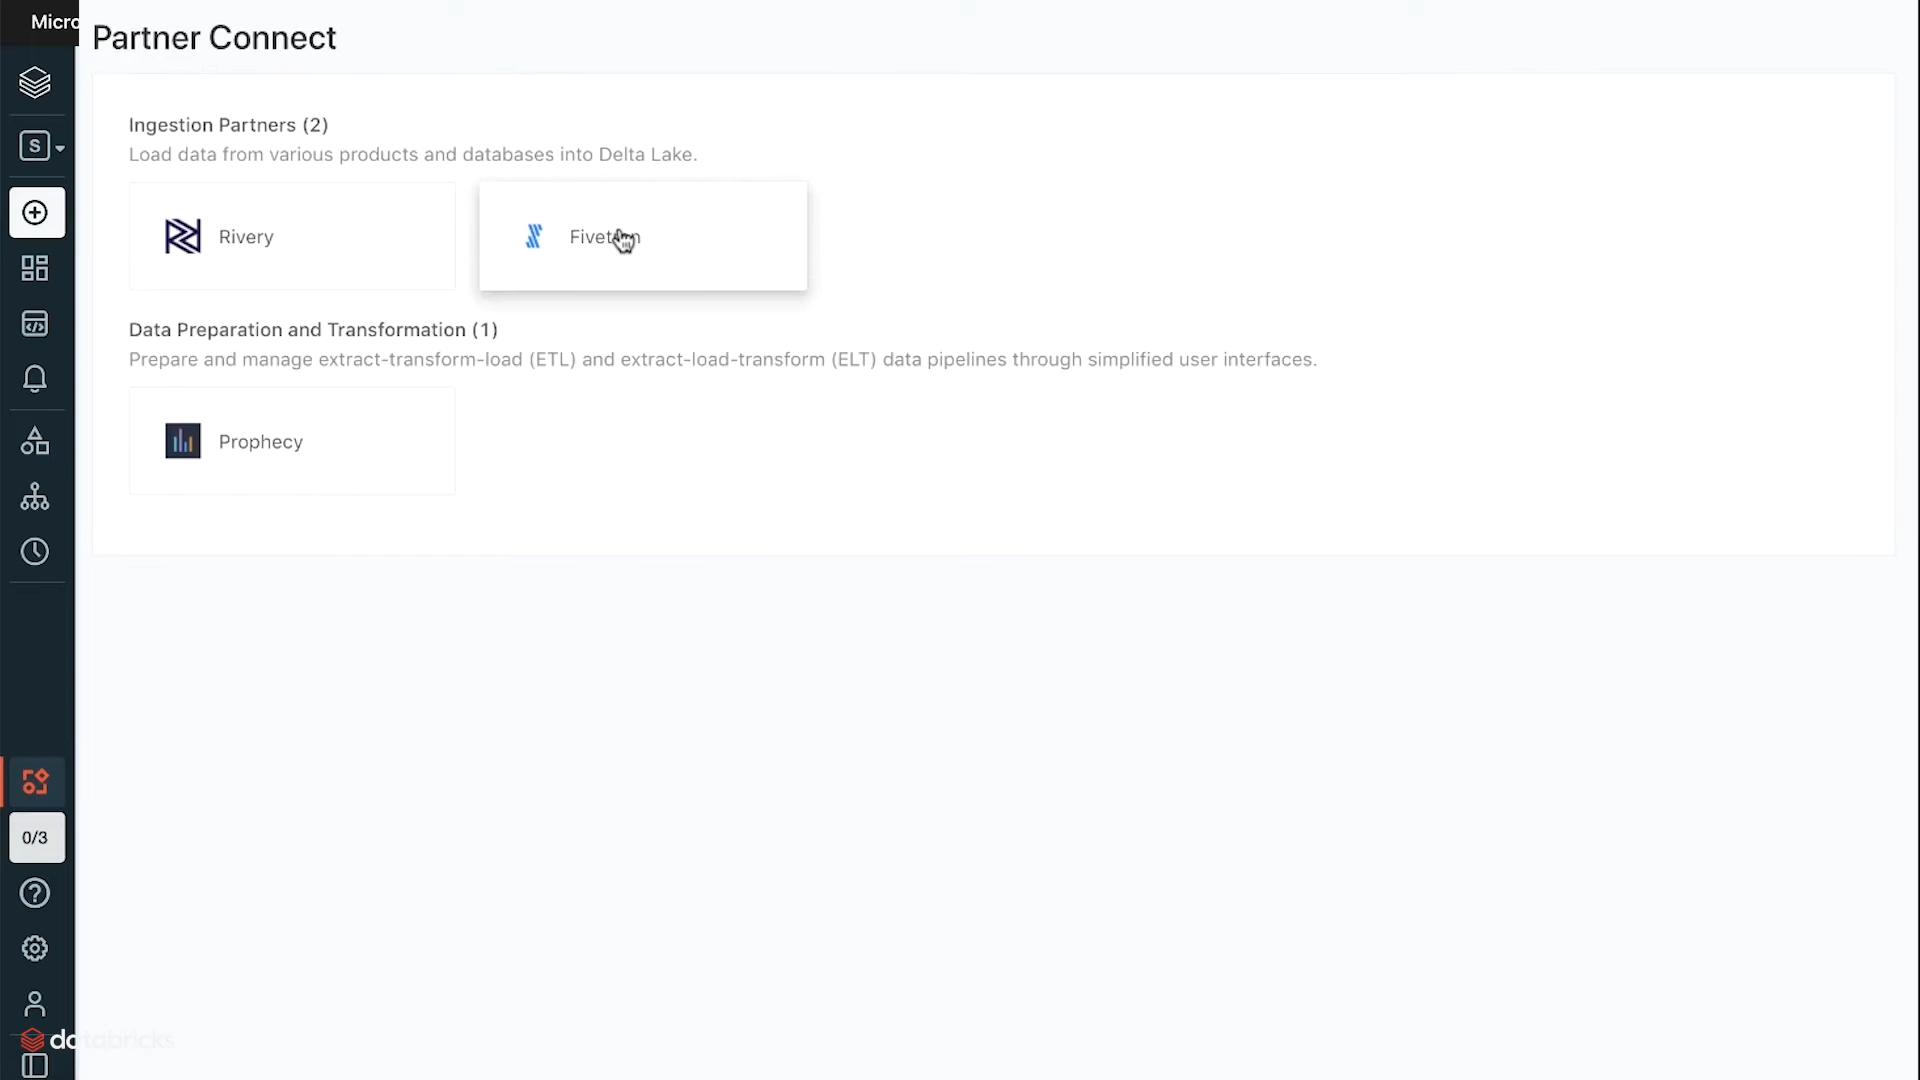 Micro
Partner Connect
S
Ingestion Partners (2)
Load data from various products and databases into Delta Lake.
Rivery
Data Preparation and Transformation (1)
Prepare and manage extract-transform-load (ETL) and extract-load-transform (ELT) data pipelines through simplified user interfaces.
Prophecy
0/3
databricks